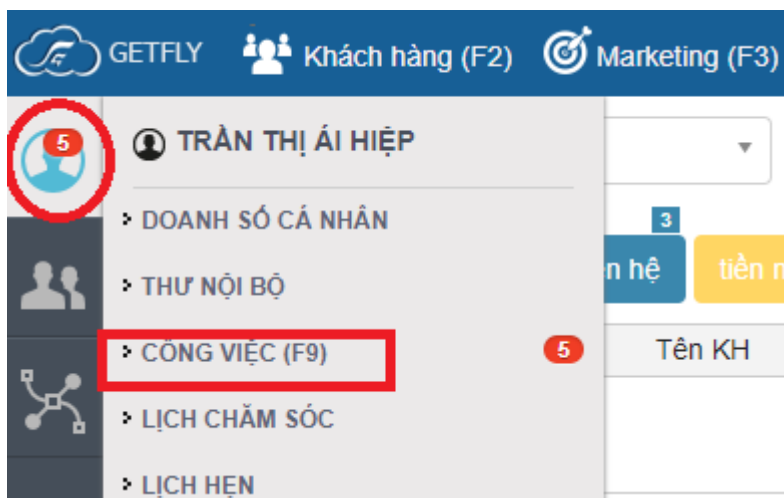 GETFLY Khách hàng (F2) Marketing (F3)
5 TRẦN THỊ ÁI HIỆP
DOANH SỐ CÁ NHÂN
3
THƯ NỘI BỘ
hệ tiền
CÔNG VIỆC (F9) 5 Tên KH
LỊCH CHĂM SÓC
LỊCH HẸN